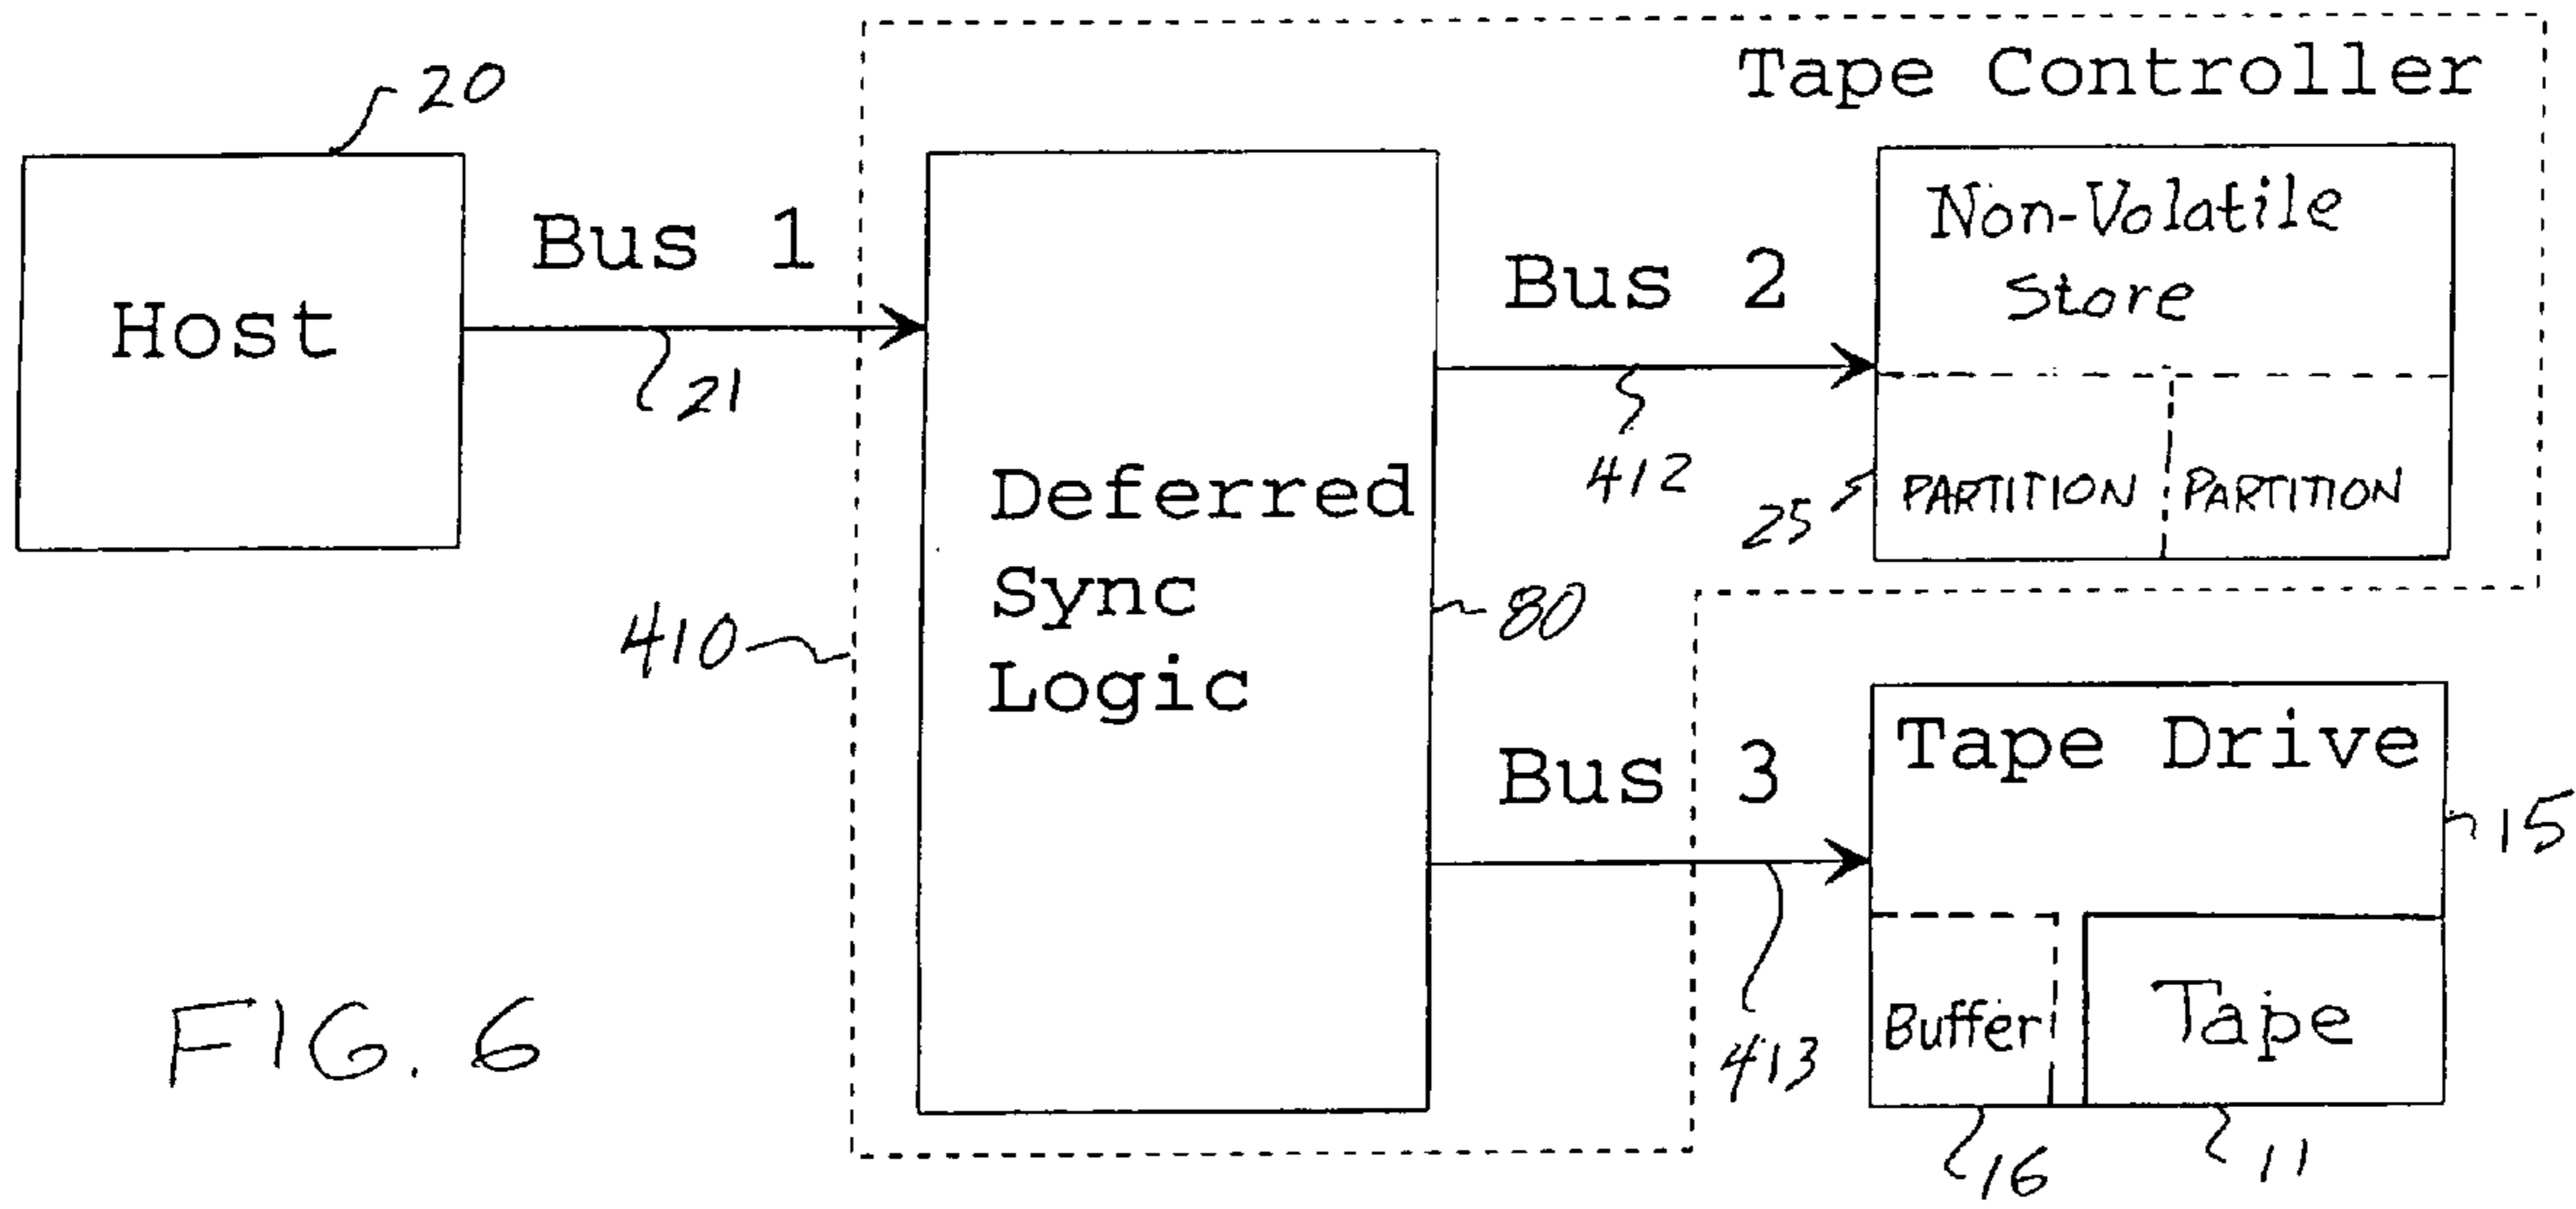 Tape Controller
20
Host
Bus 1
21
410
Deferred
Sync
Logic
80
Bus 2
412
Non-Volatile
Store
25
PARTITION PARTITION
Bus 3
413
Tape Drive
15
Buffer
Tape
16
11
FIG. 6